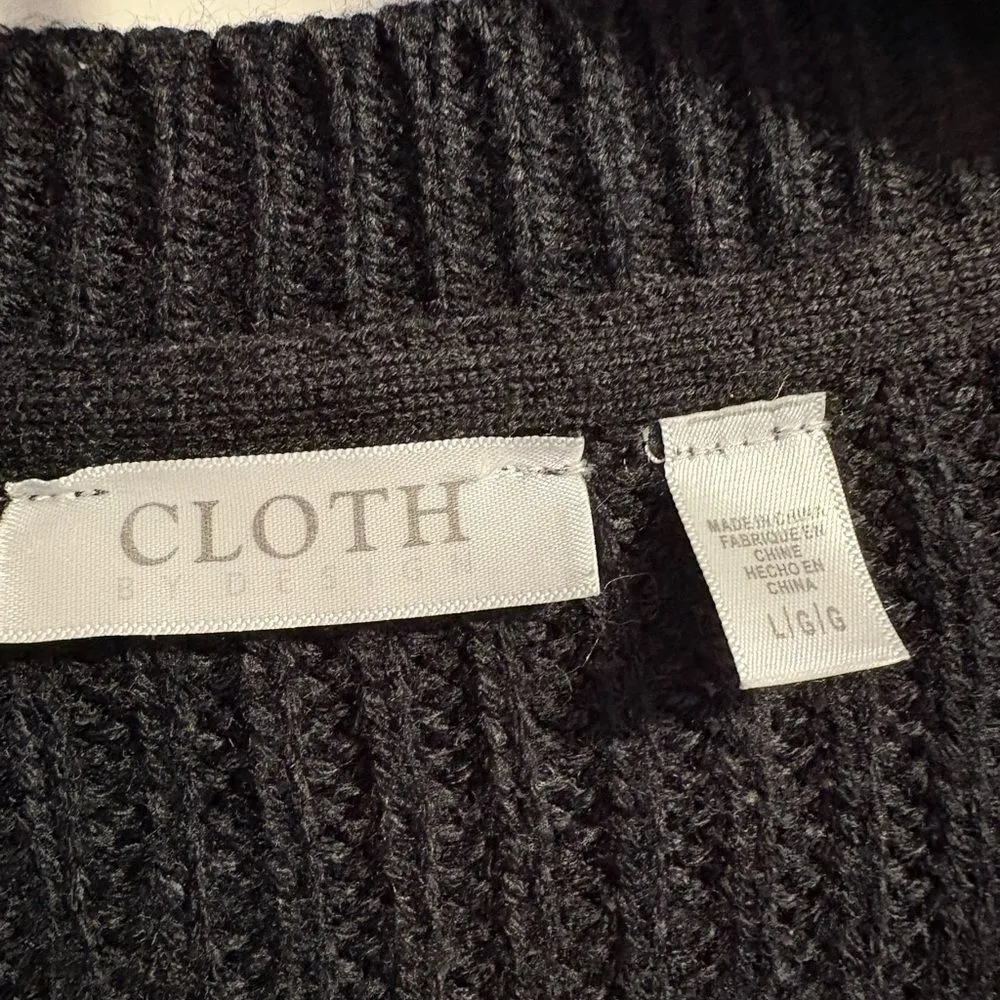 CLOTH
BY DESIGN
MADE IN CHINA
FABRIQUE EN
CHINE
HECHO EN
CHINA
L|G|G